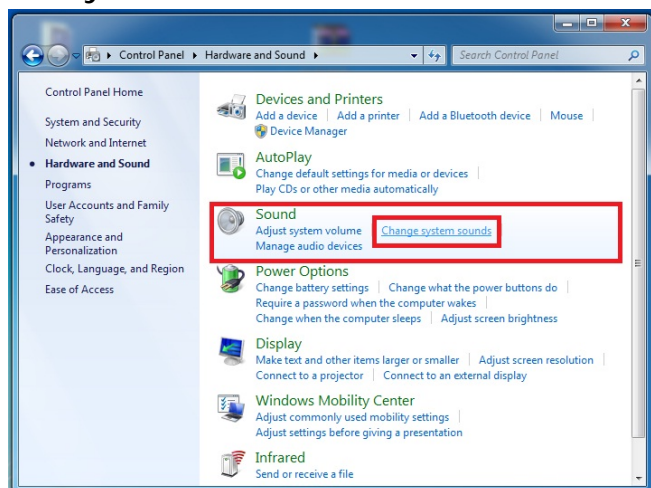 Control Panel ▸ Hardware and Sound ▸
Search Control Panel
Control Panel Home
System and Security
Network and Internet
Hardware and Sound
Programs
User Accounts and Family
Safety
Appearance and
Personalization
Clock, Language, and Region
Ease of Access
Devices and Printers
Add a device | Add a printer | Add a Bluetooth device | Mouse |
Device Manager
AutoPlay
Change default settings for media or devices |
Play CDs or other media automatically
Sound
Adjust system volume | Change system sounds
Manage audio devices
Power Options
Change battery settings | Change what the power buttons do |
Require a password when the computer wakes |
Change when the computer sleeps | Adjust screen brightness
Display
Make text and other items larger or smaller | Adjust screen resolution |
Connect to a projector | Connect to an external display
Windows Mobility Center
Adjust commonly used mobility settings |
Adjust settings before giving a presentation
Infrared
Send or receive a file